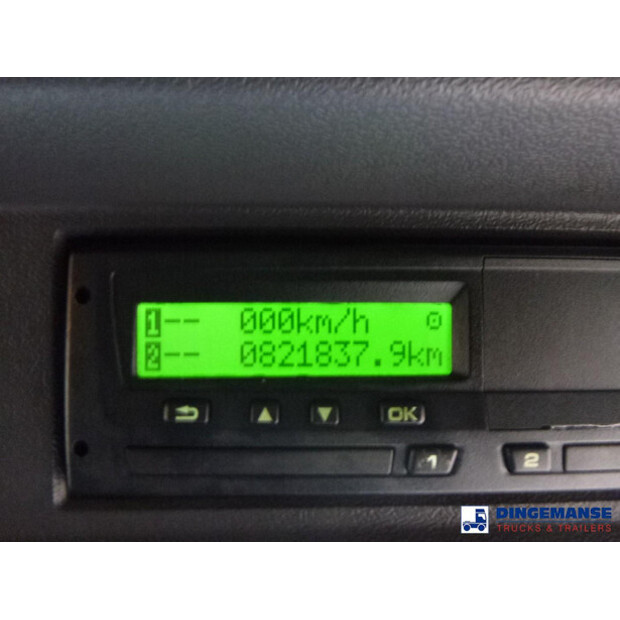 1-- 000km/h
2-- 0821837.9km
OK
1 2
DINGEMANSE
TRUCKS & TRAILERS